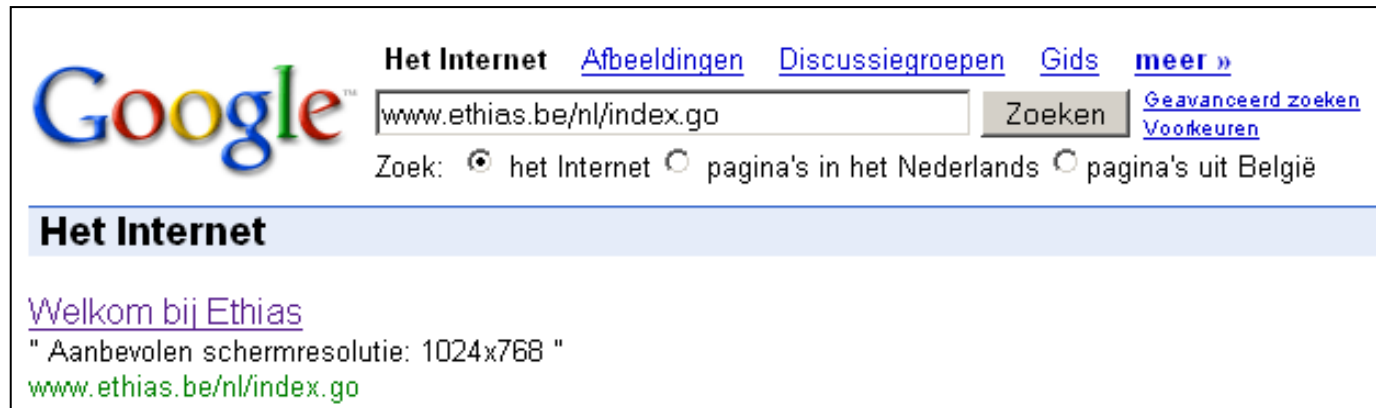 Het Internet Afbeeldingen Discussiegroepen Gids meer »
Google™
www.ethias.be/nl/index.go Zoeken Geavanceerd zoeken
Voorkeuren
Zoek: het Internet pagina's in het Nederlands pagina's uit België
Het Internet
Welkom bij Ethias
" Aanbevolen schermresolutie: 1024x768 "
www.ethias.be/nl/index.go